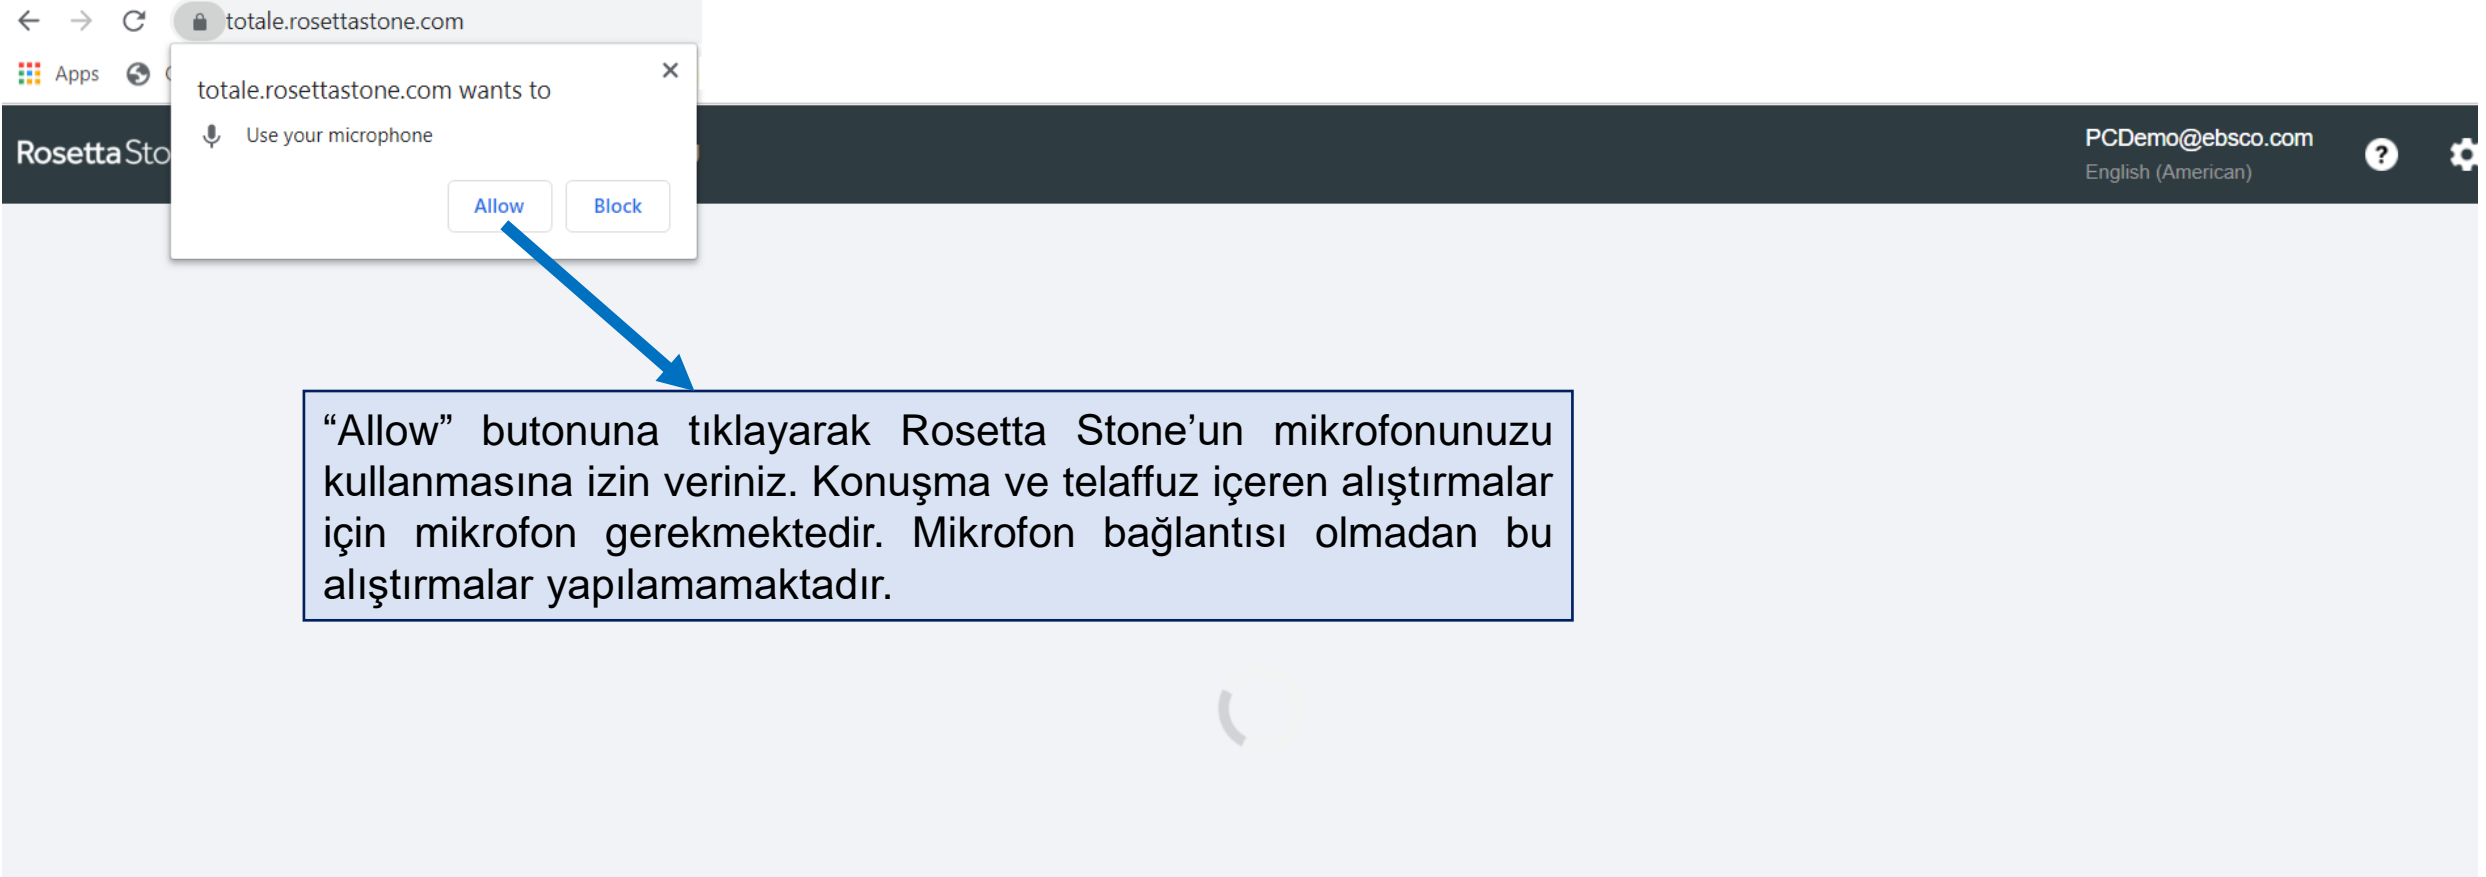 totale.rosettastone.com
Apps
totale.rosettastone.com wants to
Use your microphone
Allow Block
Rosetta Sto
PCDemo@ebsco.com
English (American)
“Allow” butonuna tıklayarak Rosetta Stone’un mikrofonunuzu
kullanmasına izin veriniz. Konuşma ve telaffuz içeren alıştırmalar
için mikrofon gerekmektedir. Mikrofon bağlantısı olmadan bu
alıştırmalar yapılamamaktadır.